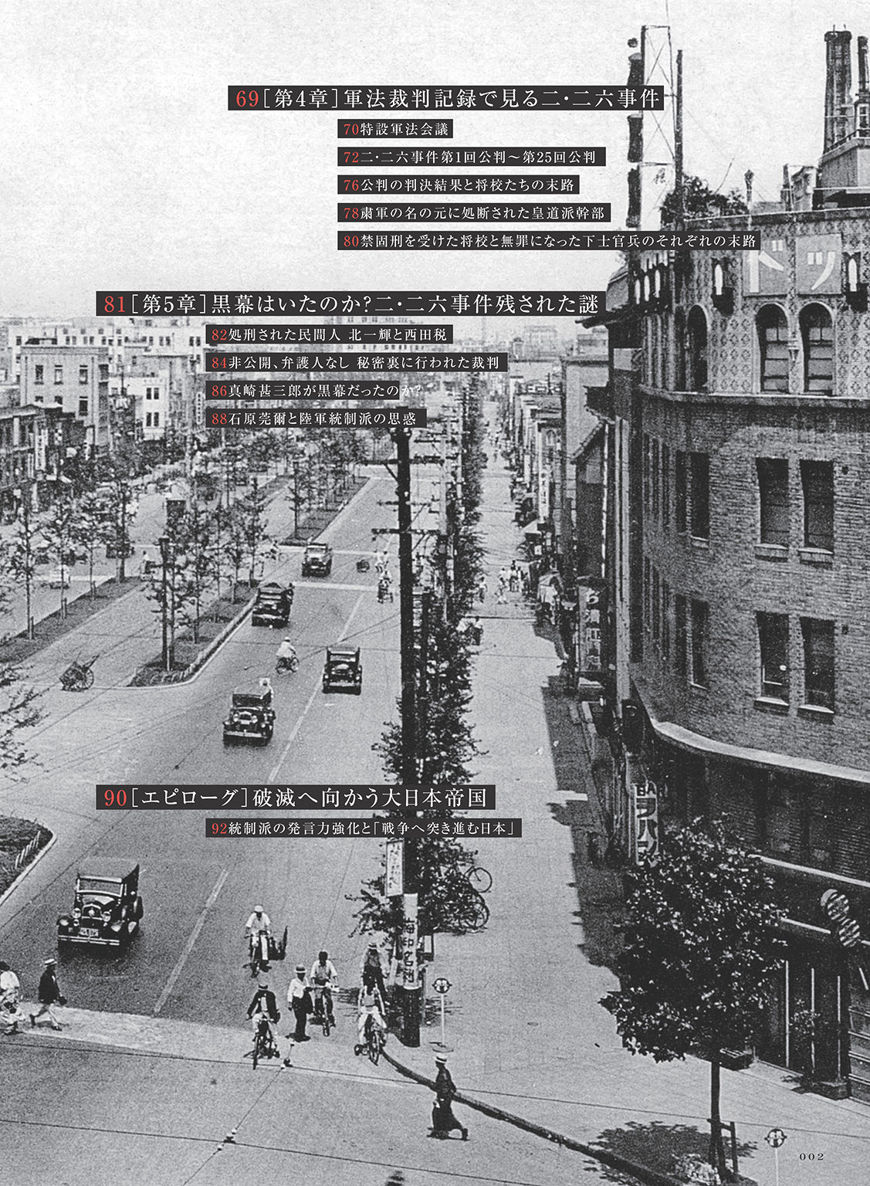 69[第4章]軍法裁判記録で見る二・二六事件
70特設軍法会議
72二・二六事件第1回公判～第25回公判
76公判の判決結果と将校たちの末路
78粛軍の名の元に処断された皇道派幹部
80禁固刑を受けた将校と無罪になった下士官兵のそれぞれの末路
ドッ
81[第5章]黒幕はいたのか?二・二六事件残された謎
82処刑された民間人 北一輝と西田税
84非公開、弁護人なし 秘密裏に行われた裁判
86真崎甚三郎が黒幕だったのか?
88石原莞爾と陸軍統制派の思惑
90[エピローグ]破滅へ向かう大日本帝国
92統制派の発言力強化と「戦争へ突き進む日本」
002